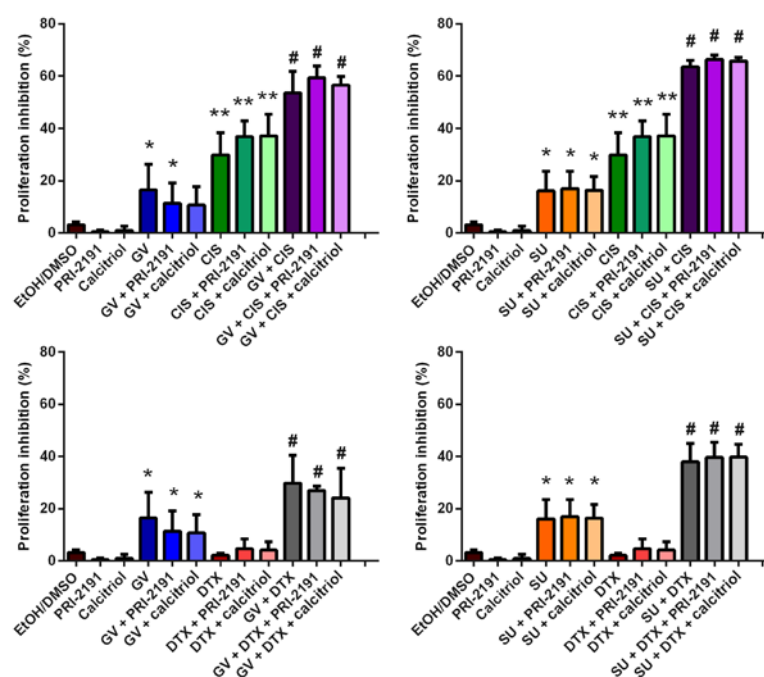 Proliferation inhibition (%)
80
60
40
20
0
* * ** ** ** # # #
EtOH/DMSO
PRI-2191
Calcitriol
GV
GV + PRI-2191
GV + calcitriol
CIS
CIS + PRI-2191
CIS + calcitriol
GV + CIS
GV + CIS + PRI-2191
GV + CIS + calcitriol
Proliferation inhibition (%)
80
60
40
20
0
* * * ** ** ** # # #
EtOH/DMSO
PRI-2191
Calcitriol
SU
SU + PRI-2191
SU + calcitriol
CIS
CIS + PRI-2191
CIS + calcitriol
SU + CIS
SU + CIS + PRI-2191
SU + CIS + calcitriol
Proliferation inhibition (%)
80
60
40
20
0
* * * # # #
EtOH/DMSO
PRI-2191
Calcitriol
GV
GV + PRI-2191
GV + calcitriol
DTX
DTX + PRI-2191
DTX + calcitriol
GV + DTX
GV + DTX + PRI-2191
GV + DTX + calcitriol
Proliferation inhibition (%)
80
60
40
20
0
* * * # # #
EtOH/DMSO
PRI-2191
Calcitriol
SU
SU + PRI-2191
SU + calcitriol
DTX
DTX + PRI-2191
DTX + calcitriol
SU + DTX
SU + DTX + PRI-2191
SU + DTX + calcitriol